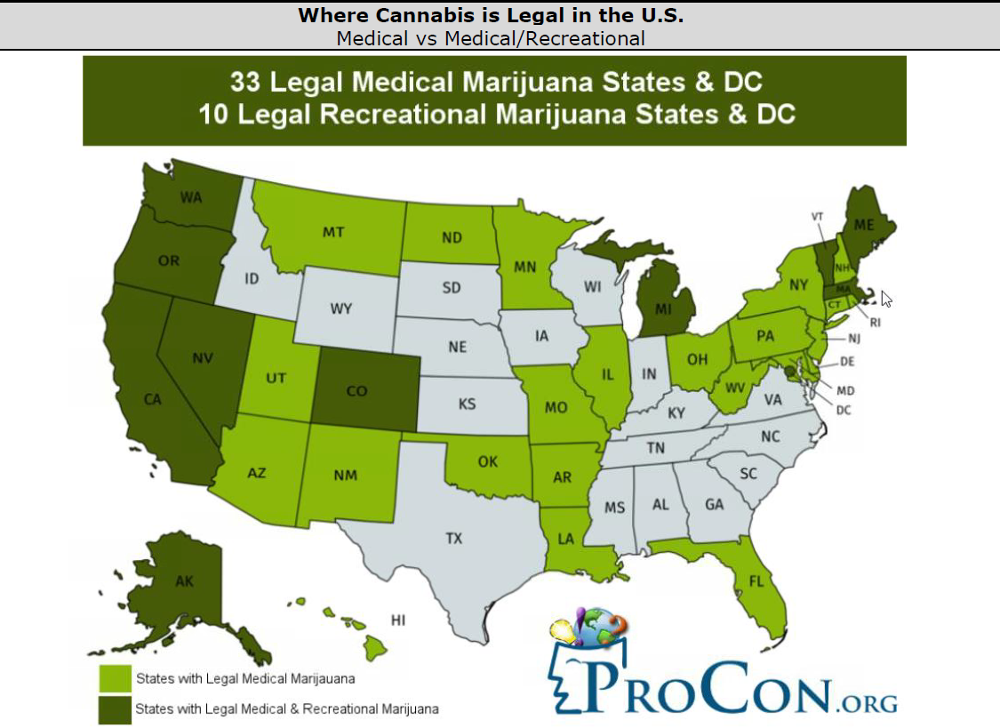 Where Cannabis is Legal in the U.S.
Medical vs Medical/Recreational
33 Legal Medical Marijuana States & DC
10 Legal Recreational Marijuana States & DC
WA
MT
ND
MN
VT
ME
OR
ID
WY
SD
WI
MI
NY
NH
MA
CT
RI
NV
UT
CO
NE
IA
IL
IN
OH
PA
NJ
DE
MD
DC
CA
KS
MO
KY
WV
VA
AZ
NM
OK
AR
TN
NC
SC
TX
LA
MS
AL
GA
FL
AK
HI
States with Legal Medical Marijauana
States with Legal Medical & Recreational Marijuana
PROCON.ORG